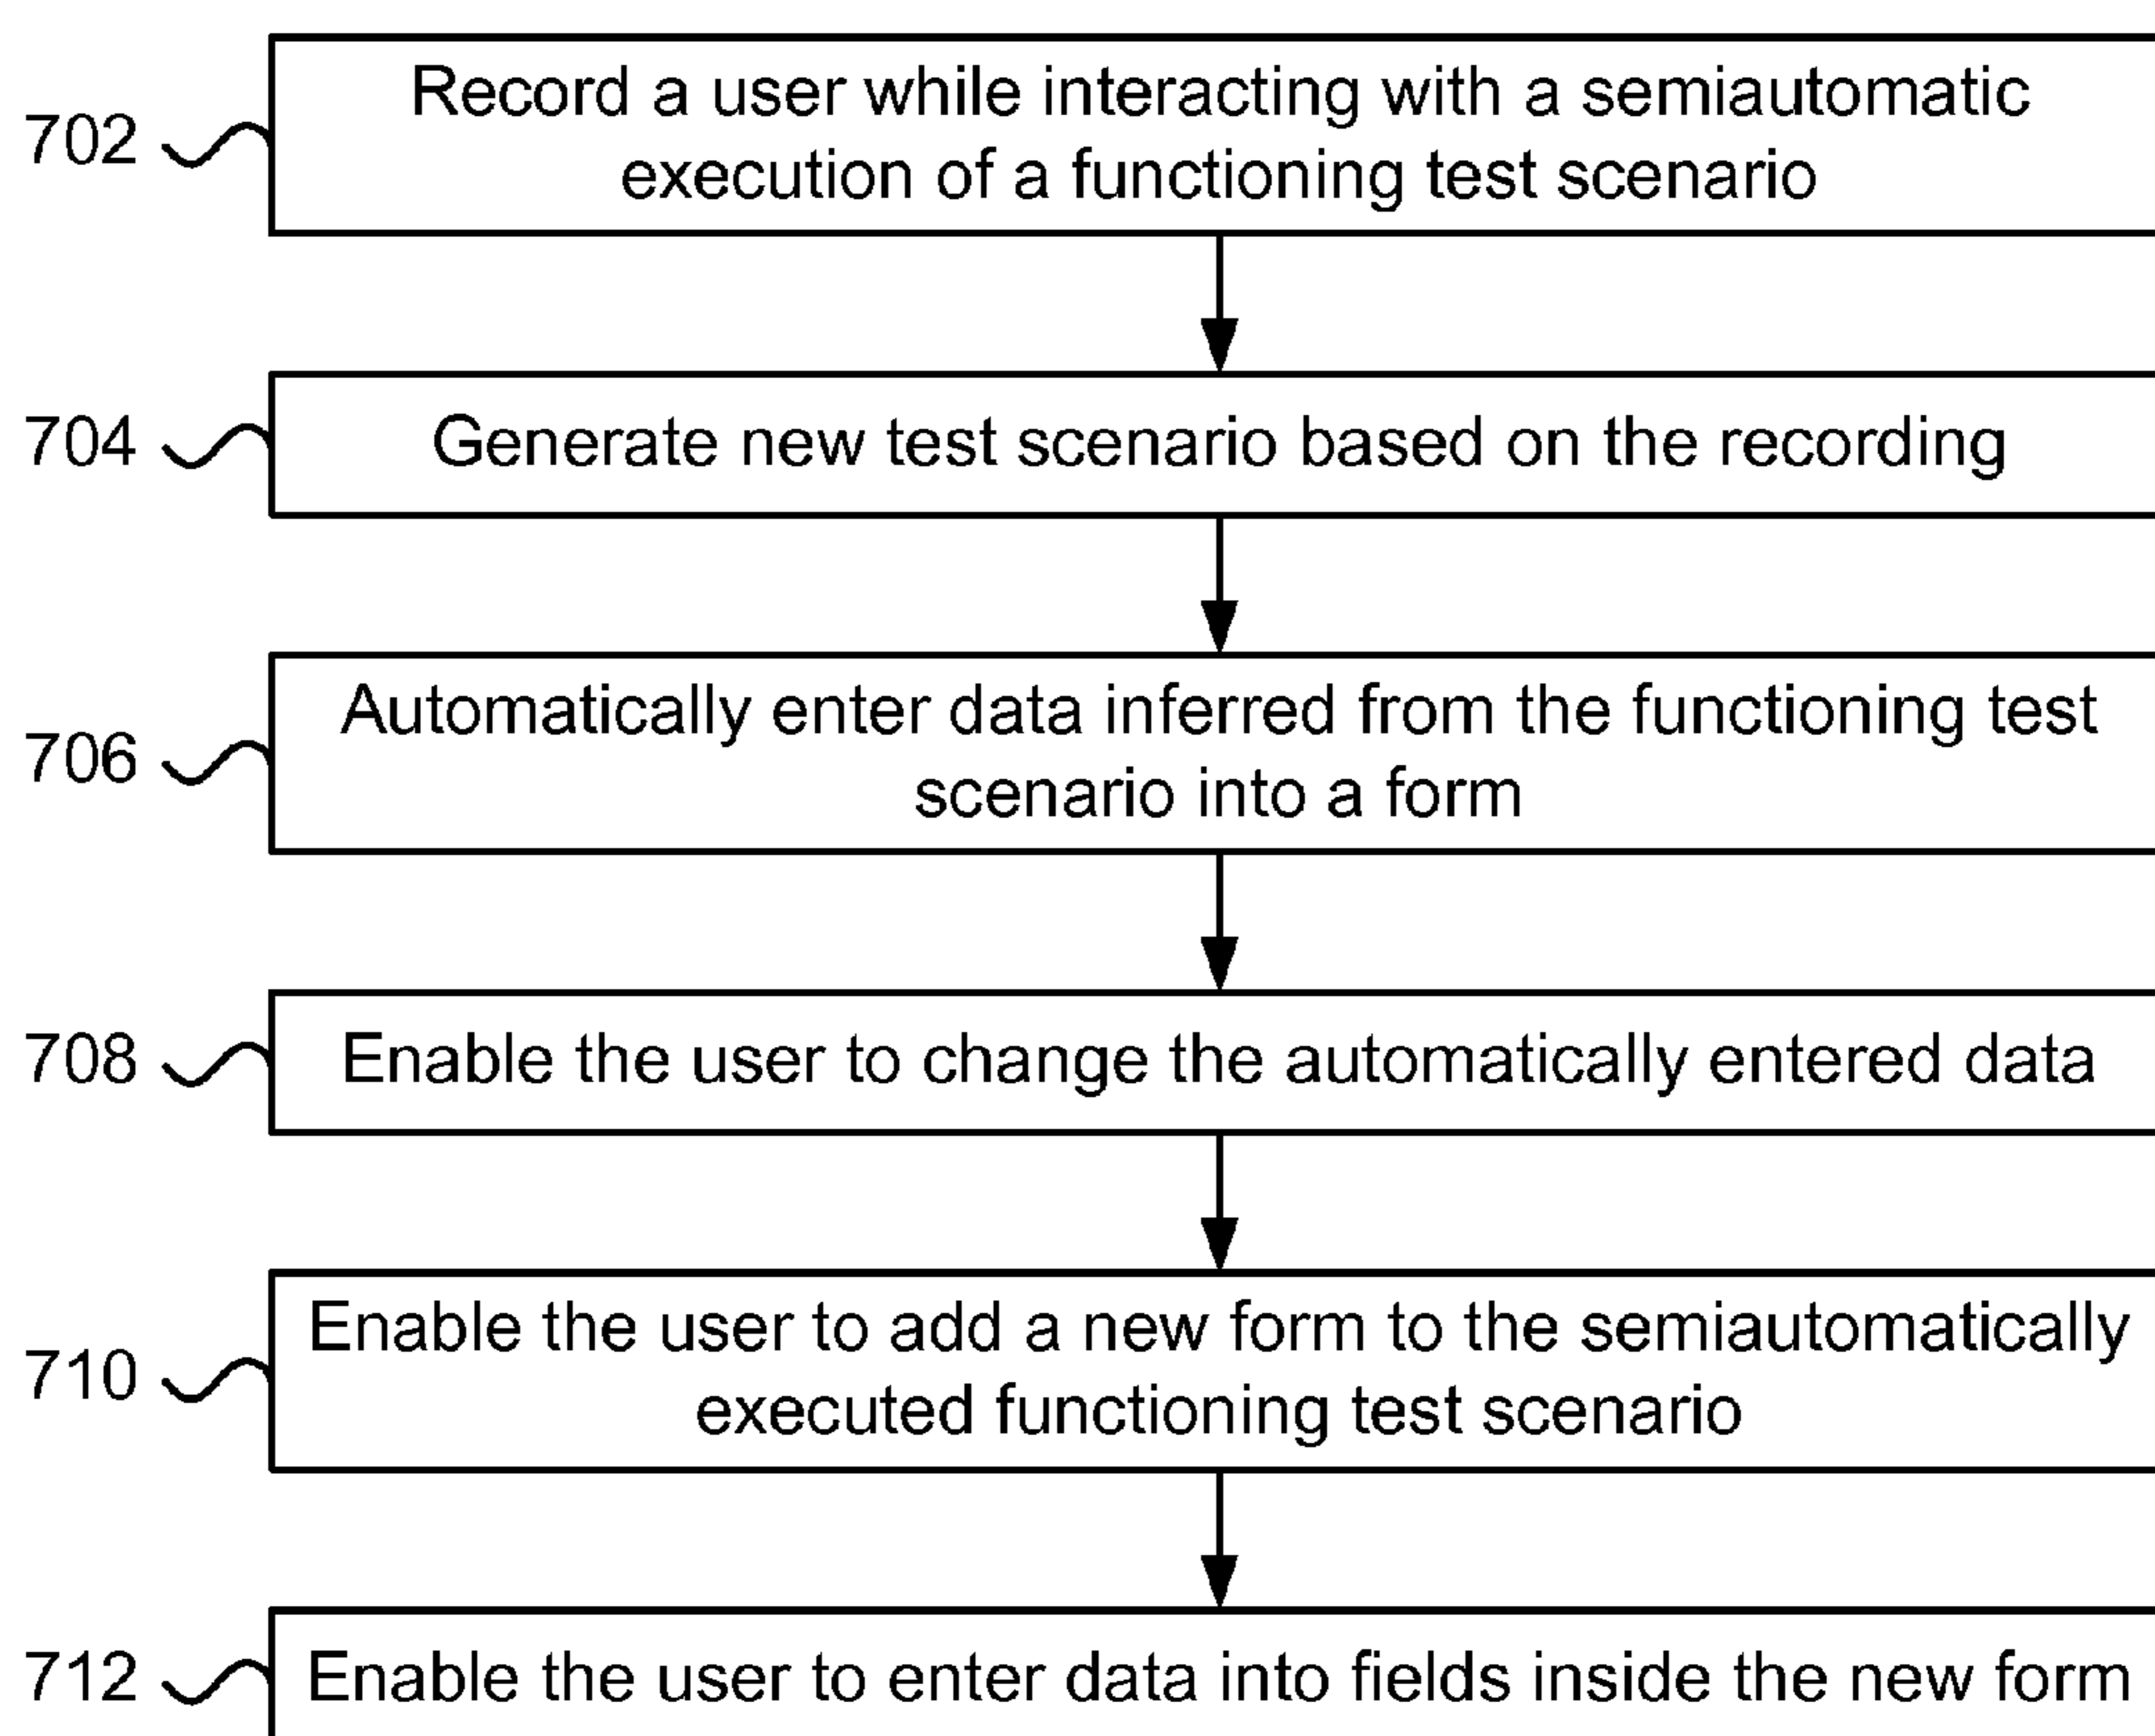 702
Record a user while interacting with a semiautomatic
execution of a functioning test scenario
704
Generate new test scenario based on the recording
706
Automatically enter data inferred from the functioning test
scenario into a form
708
Enable the user to change the automatically entered data
710
Enable the user to add a new form to the semiautomatically
executed functioning test scenario
712
Enable the user to enter data into fields inside the new form